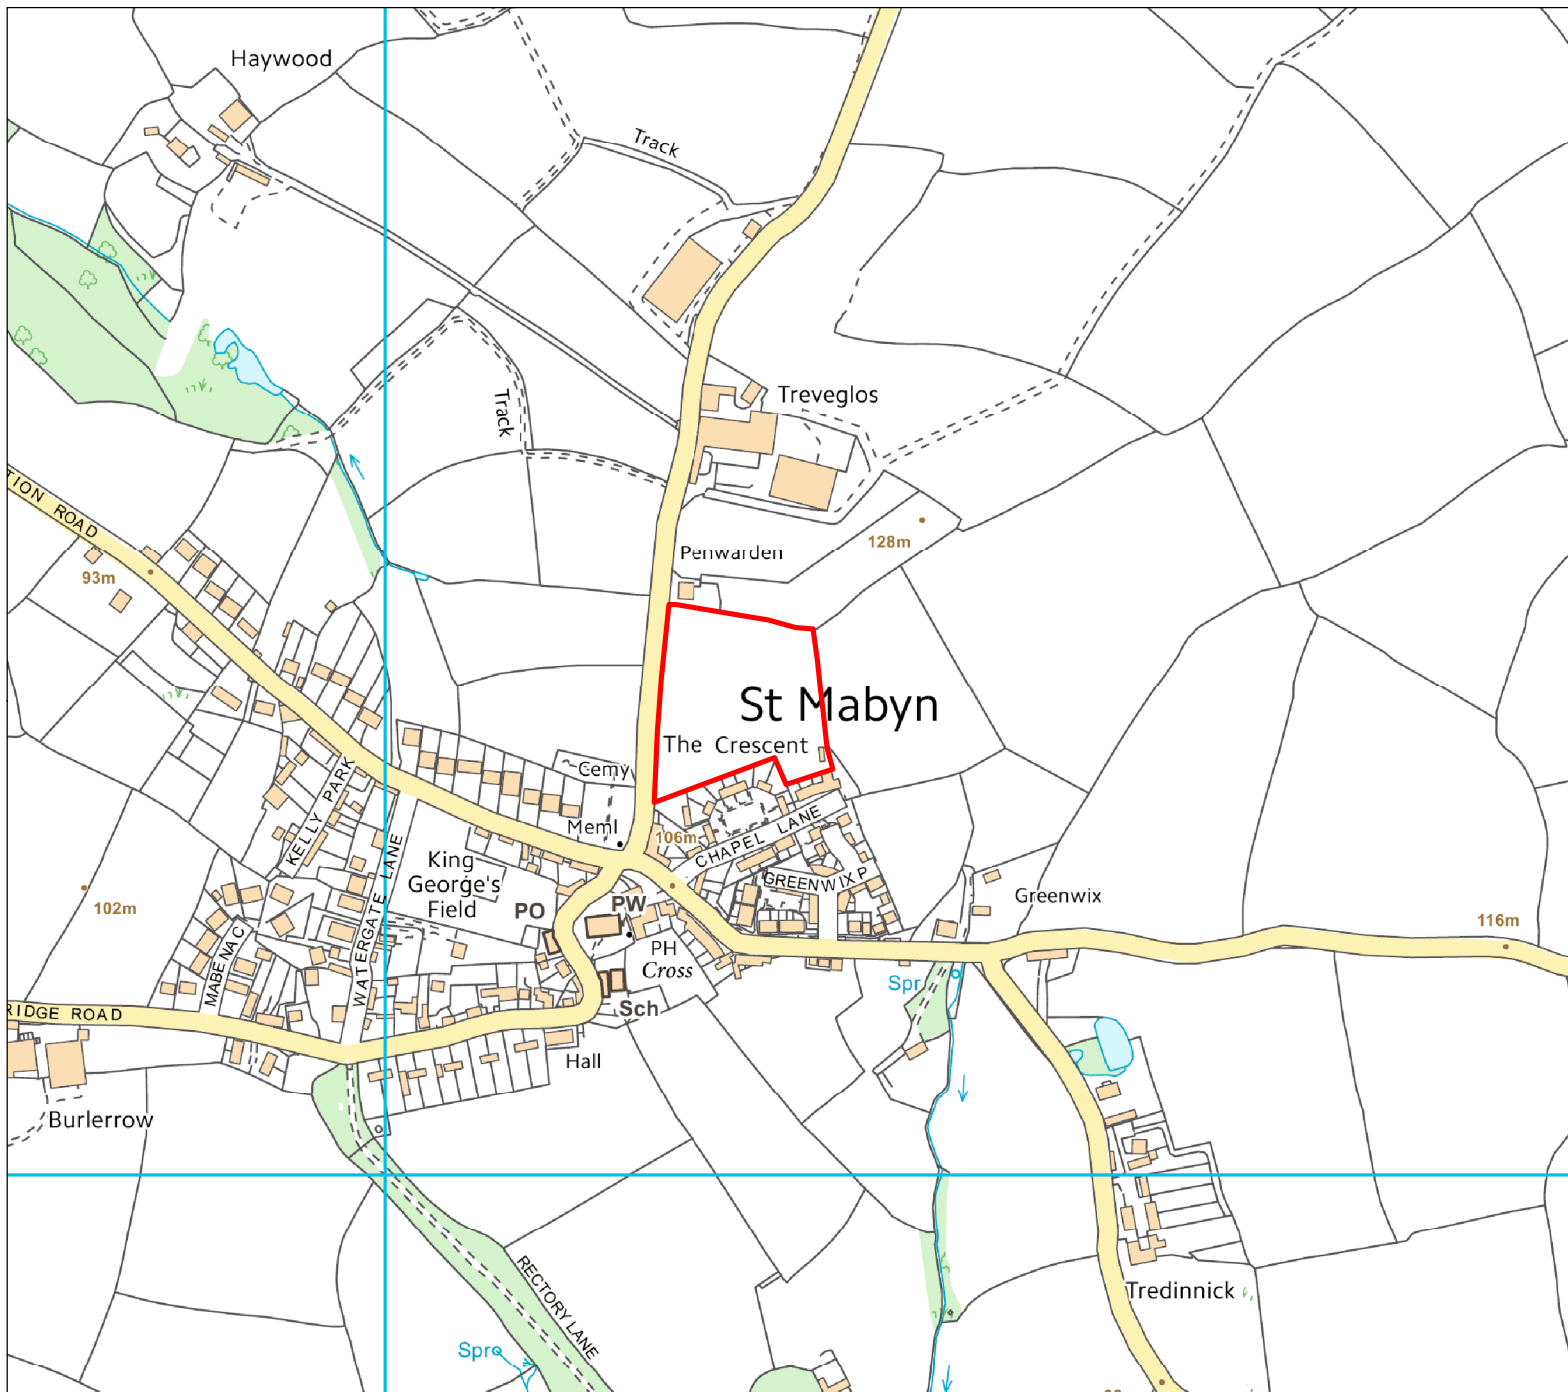 Haywood
Track
Treveglos
Track
TION ROAD
Penwarden
128m
93m
St Mabyn
The Crescent
Cemy
KELLY PARK
Meml
106m
CHAPEL LANE
WATERGATE LANE
King
George's
Field
GREENWIX P
Greenwix
102m
PO
PW
116m
MABENAC
PH
Cross
Spr
Sch
RIDGE ROAD
Hall
Burlerrow
RECTORY LANE
Tredinnick
Spr